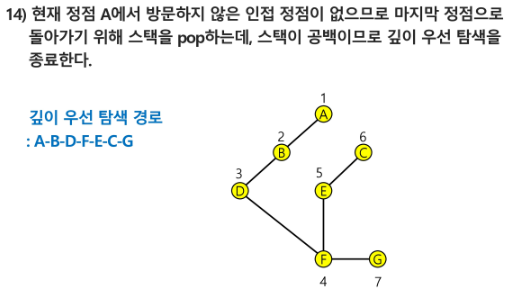 14) 현재 정점 A에서 방문하지 않은 인접 정점이 없으므로 마지막 정점으로
돌아가기 위해 스택을 pop하는데, 스택이 공백이므로 깊이 우선 탐색을
종료한다.
깊이 우선 탐색 경로
: A-B-D-F-E-C-G
1
A
2
B
6
C
3
D
5
E
F
G
4
7